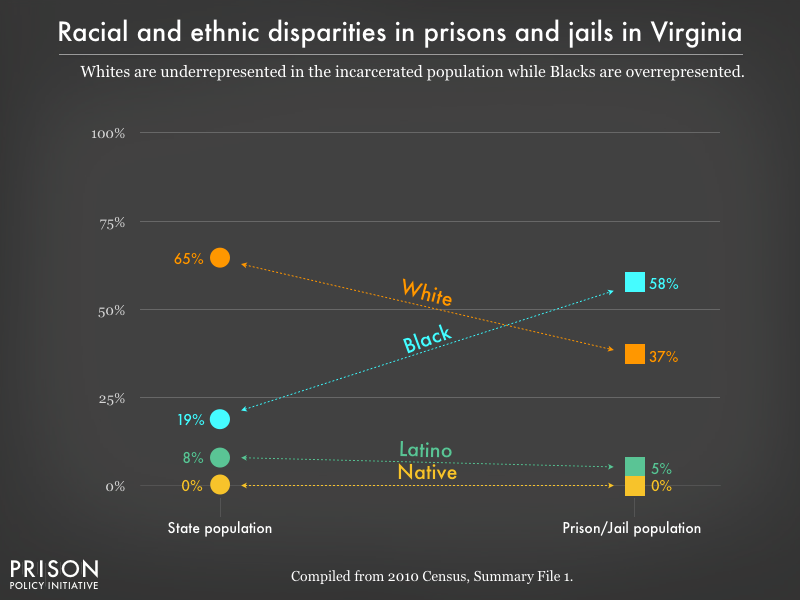 Racial and ethnic disparities in prisons and jails in Virginia
Whites are underrepresented in the incarcerated population while Blacks are overrepresented.
100%
75%
65%
White
58%
50%
Black
37%
25%
19%
Latino
8%
5%
Native
0%
0%
0%
State population
Prison/Jail population
PRISON
POLICY INITIATIVE
Compiled from 2010 Census, Summary File 1.